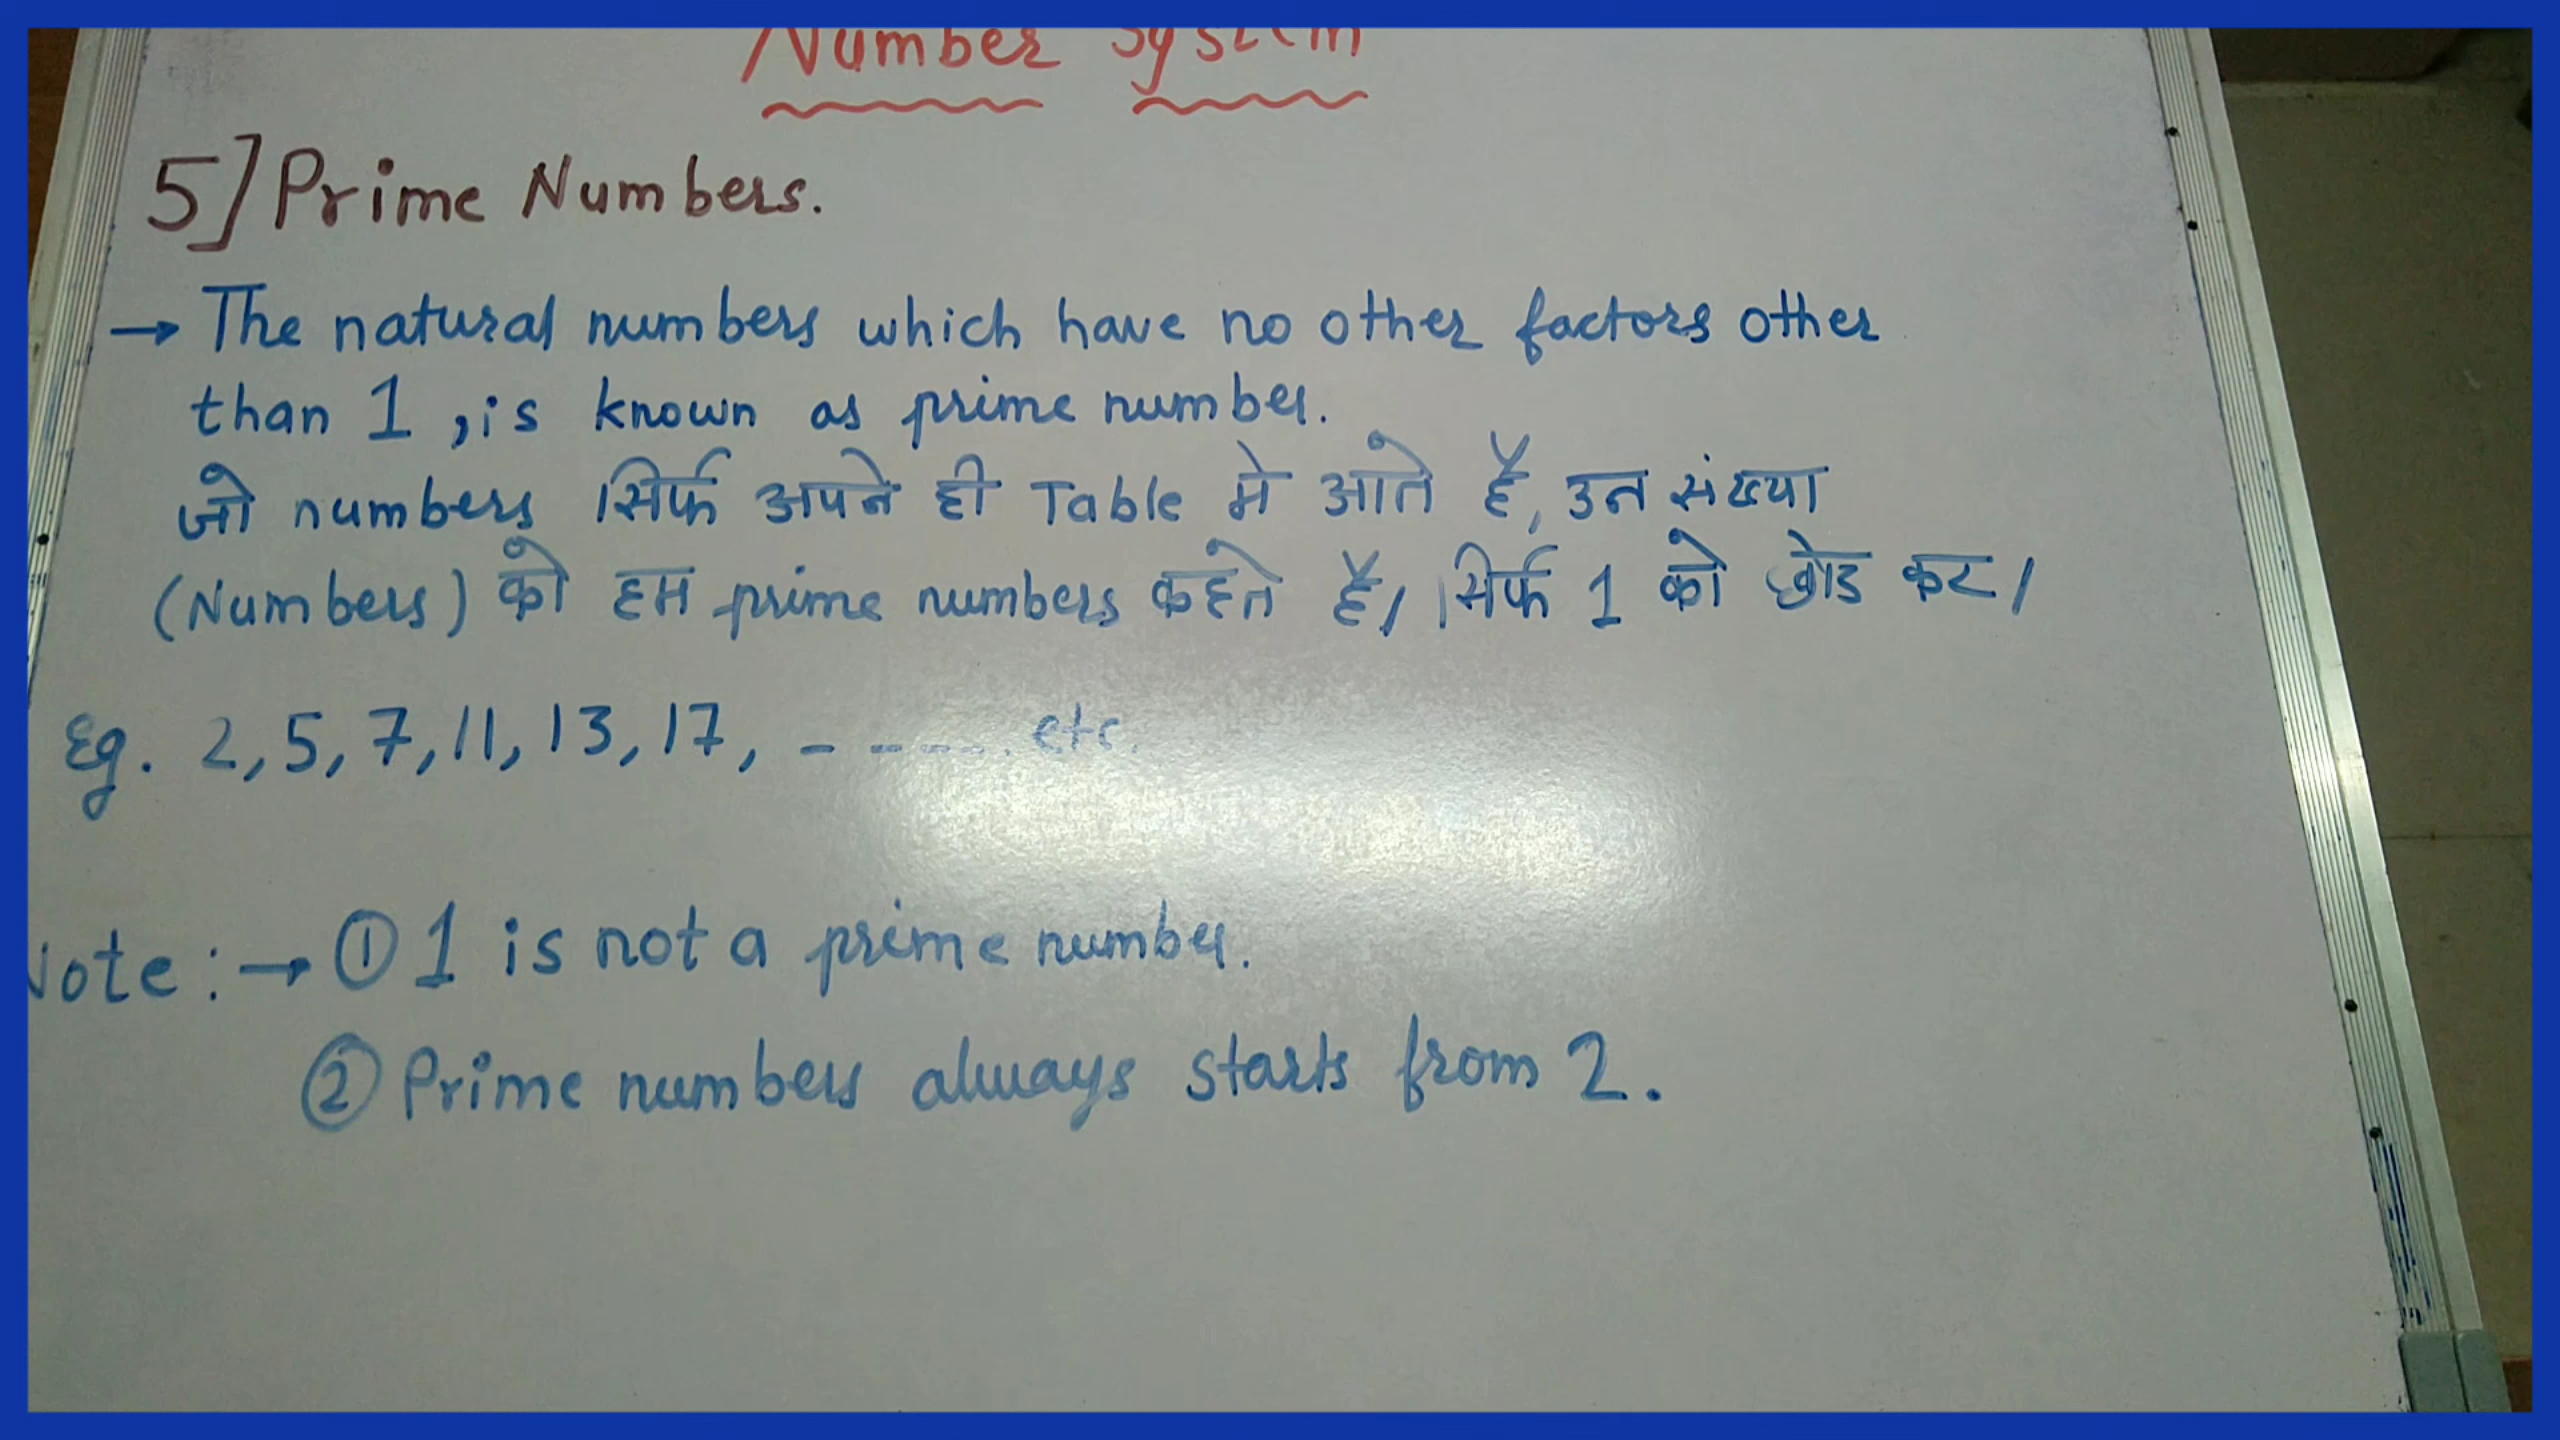 Number System
5] Prime Numbers.
→ The natural numbers which have no other factors other
than 1 , is known as prime number.
जो numbers सिर्फ अपने ही Table मे आते हैं, उन संख्या
(Numbers) को हम prime numbers कहते हैं। सिर्फ 1 को छोड कर।
Eg. 2, 5, 7, 11, 13, 17, - - - - -. etc.
Note : → ① 1 is not a prime number.
② Prime numbers always starts from 2.